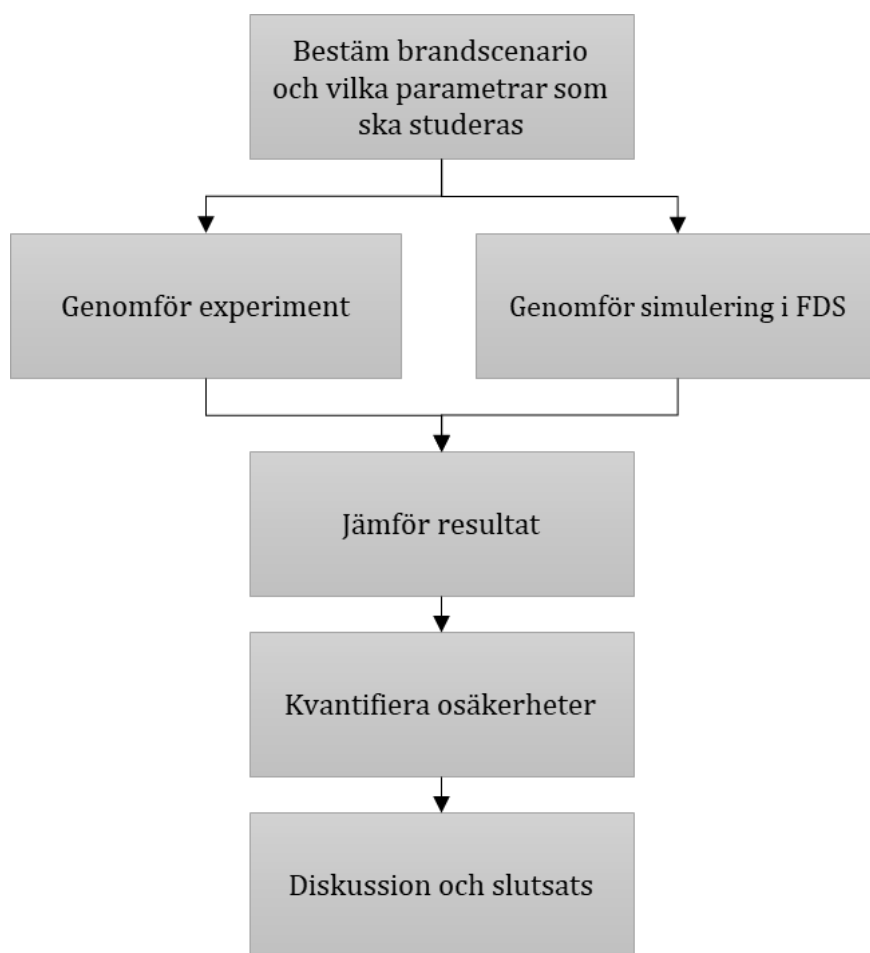 Bestäm brandscenario
och vilka parametrar som
ska studeras
Genomför experiment
Genomför simulering i FDS
Jämför resultat
Kvantifiera osäkerheter
Diskussion och slutsats